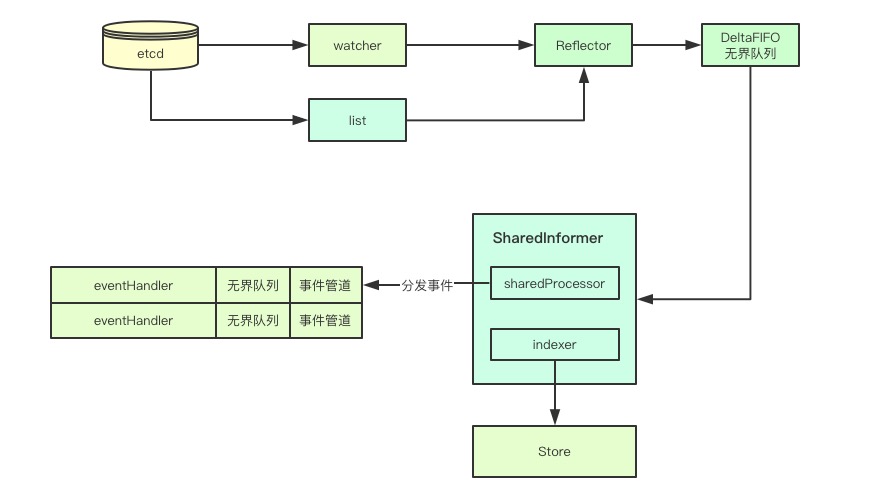 etcd
watcher
Reflector
DeltaFIFO
无界队列
list
SharedInformer
sharedProcessor
分发事件
eventHandler 无界队列 事件管道
eventHandler 无界队列 事件管道
indexer
Store